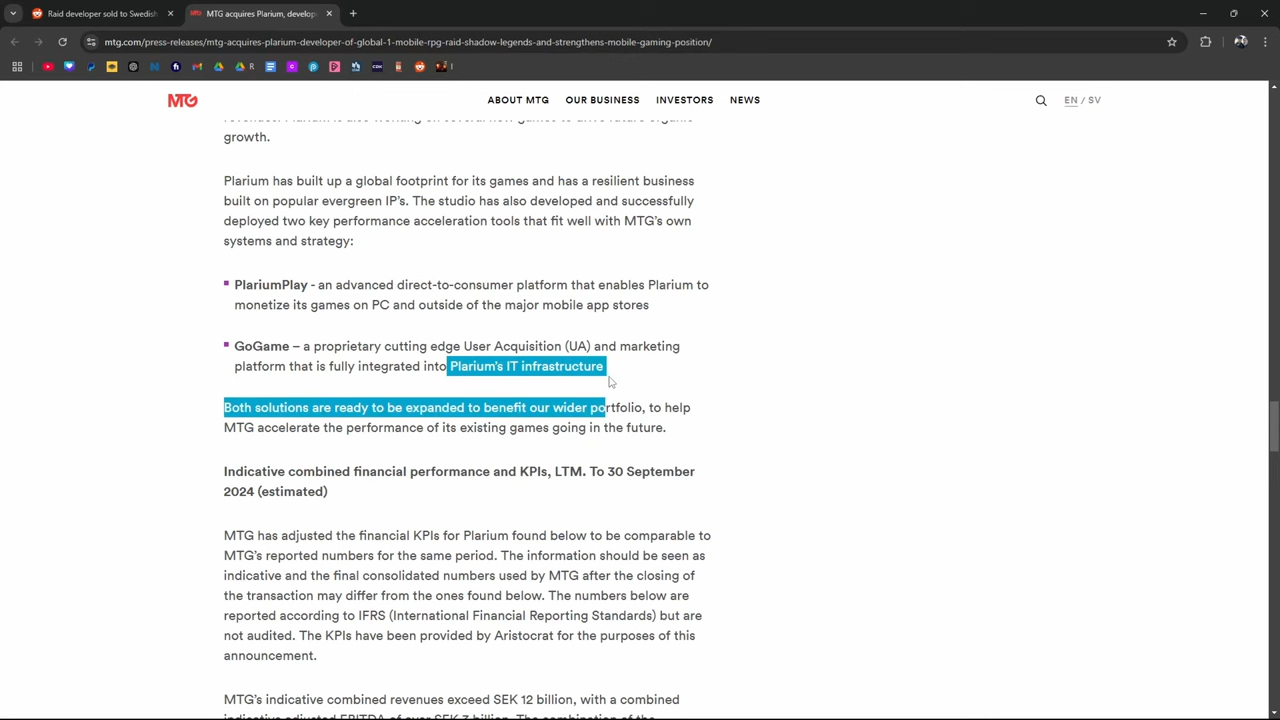 Raid developer sold to Swedish
MTG acquires Plarium, develope
mtg.com/press-releases/mtg-acquires-plarium-developer-of-global-1-mobile-rpg-raid-shadow-legends-and-strengthens-mobile-gaming-position/
MTG
ABOUT MTG
OUR BUSINESS
INVESTORS
NEWS
EN / SV
growth.
Plarium has built up a global footprint for its games and has a resilient business
built on popular evergreen IP's. The studio has also developed and successfully
deployed two key performance acceleration tools that fit well with MTG's own
systems and strategy:
PlariumPlay - an advanced direct-to-consumer platform that enables Plarium to
monetize its games on PC and outside of the major mobile app stores
GoGame – a proprietary cutting edge User Acquisition (UA) and marketing
platform that is fully integrated into Plarium's IT infrastructure
Both solutions are ready to be expanded to benefit our wider portfolio, to help
MTG accelerate the performance of its existing games going in the future.
Indicative combined financial performance and KPIs, LTM. To 30 September
2024 (estimated)
MTG has adjusted the financial KPIs for Plarium found below to be comparable to
MTG's reported numbers for the same period. The information should be seen as
indicative and the final consolidated numbers used by MTG after the closing of
the transaction may differ from the ones found below. The numbers below are
reported according to IFRS (International Financial Reporting Standards) but are
not audited. The KPIs have been provided by Aristocrat for the purposes of this
announcement.
MTG's indicative combined revenues exceed SEK 12 billion, with a combined
indicative adjusted EBITDA of over SEK 3 billion. The combination of the